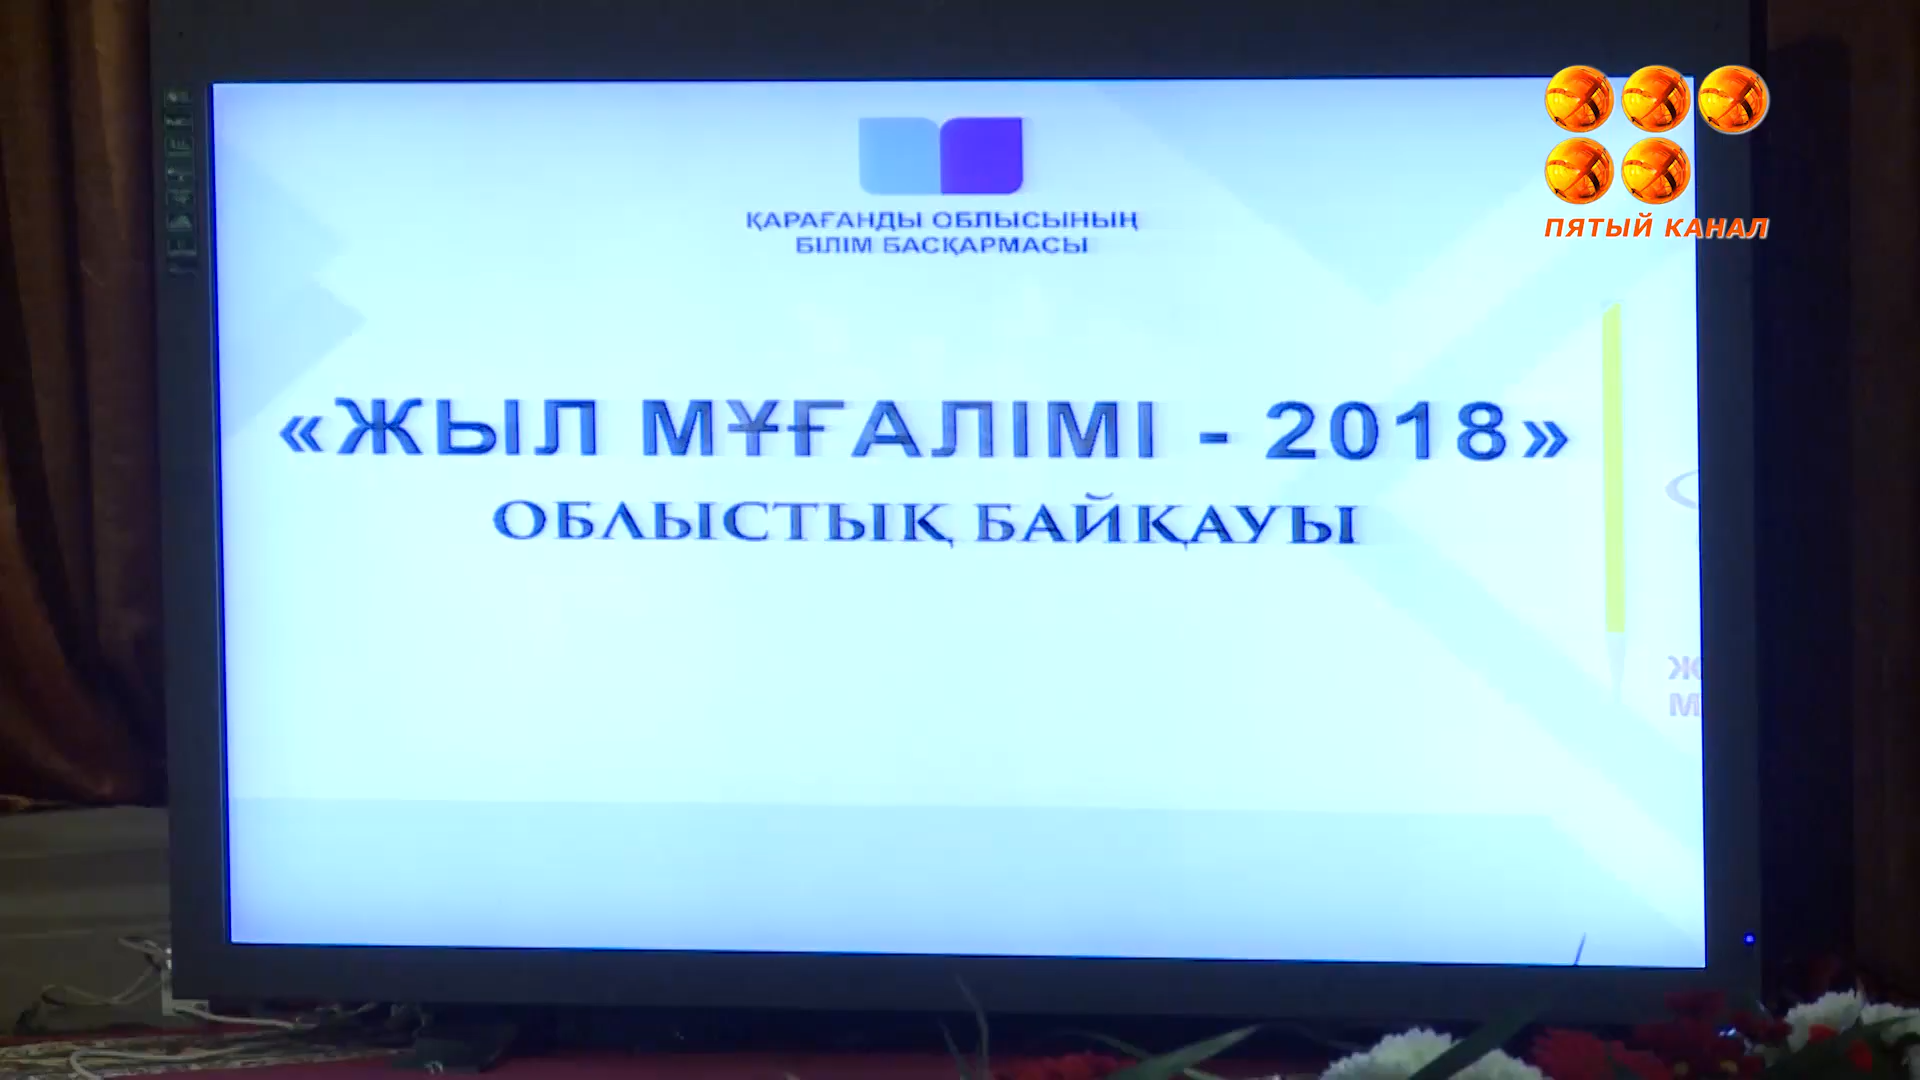 ҚАРАҒАНДЫ ОБЛЫСЫНЫҢ
БІЛІМ БАСҚАРМАСЫ
ПЯТЫЙ КАНАЛ
«ЖЫЛ МҰҒАЛІМІ - 2018»
ОБЛЫСТЫҚ БАЙҚАУЫ